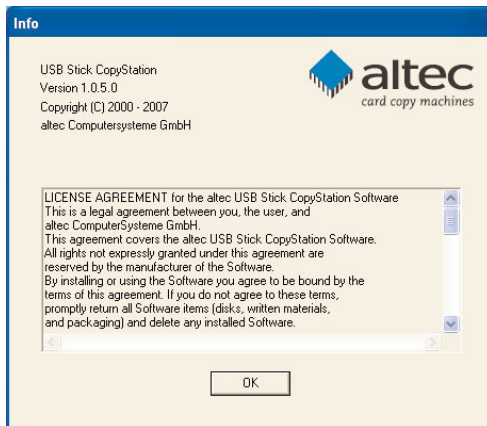 Info
USB Stick CopyStation
Version 1.0.5.0
Copyright (C) 2000 - 2007
altec Computersysteme GmbH
altec
card copy machines
LICENSE AGREEMENT for the altec USB Stick CopyStation Software
This is a legal agreement between you, the user, and
altec ComputerSysteme GmbH.
This agreement covers the altec USB Stick CopyStation Software.
All rights not expressly granted under this agreement are
reserved by the manufacturer of the Software.
By installing or using the Software you agree to be bound by the
terms of this agreement. If you do not agree to these terms,
promptly return all Software items (disks, written materials,
and packaging) and delete any installed Software.
OK